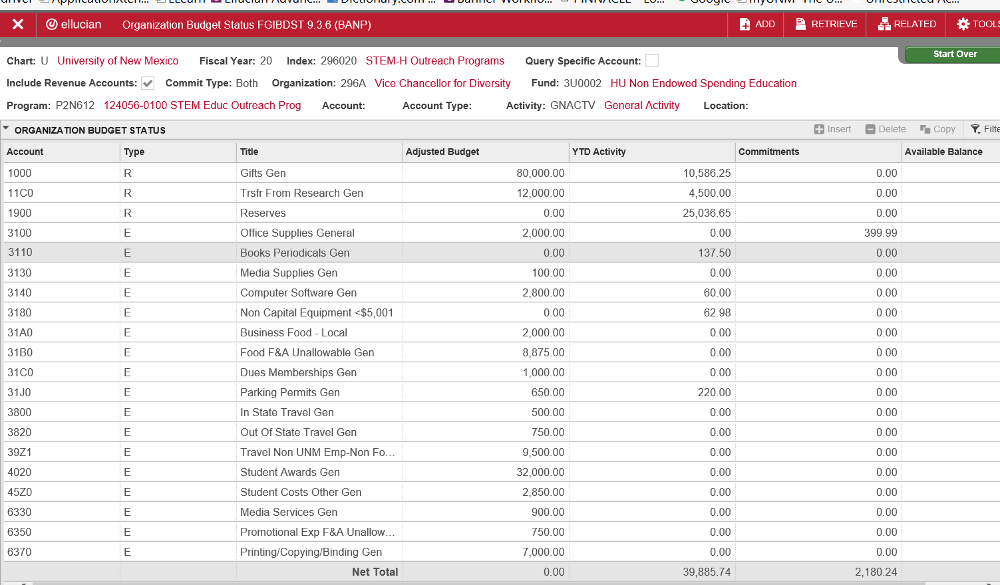 Organization Budget Status FGIBDST 9.3.6 (BANP)
ellucian
ADD RETRIEVE RELATED TOOLS
Start Over
Chart: U University of New Mexico Fiscal Year: 20 Index: 296020 STEM-H Outreach Programs Query Specific Account:
Include Revenue Accounts: Commit Type: Both Organization: 296A Vice Chancellor for Diversity Fund: 3U0002 HU Non Endowed Spending Education
Program: P2N612 124056-0100 STEM Educ Outreach Prog Account: Account Type: Activity: GNACTV General Activity Location:
ORGANIZATION BUDGET STATUS Insert Delete Copy Filte
Account Type Title Adjusted Budget YTD Activity Commitments Available Balance
1000 R Gifts Gen 80,000.00 10,586.25 0.00
11C0 R Trsfr From Research Gen 12,000.00 4,500.00 0.00
1900 R Reserves 0.00 25,036.65 0.00
3100 E Office Supplies General 2,000.00 0.00 399.99
3110 E Books Periodicals Gen 0.00 137.50 0.00
3130 E Media Supplies Gen 100.00 0.00 0.00
3140 E Computer Software Gen 2,800.00 60.00 0.00
3180 E Non Capital Equipment <$5,001 0.00 62.98 0.00
31A0 E Business Food - Local 2,000.00 0.00 0.00
31B0 E Food F&A Unallowable Gen 8,875.00 0.00 0.00
31C0 E Dues Memberships Gen 1,000.00 0.00 0.00
31J0 E Parking Permits Gen 650.00 220.00 0.00
3800 E In State Travel Gen 500.00 0.00 0.00
3820 E Out Of State Travel Gen 750.00 0.00 0.00
39Z1 E Travel Non UNM Emp-Non Fo... 9,500.00 0.00 0.00
4020 E Student Awards Gen 32,000.00 0.00 0.00
45Z0 E Student Costs Other Gen 2,850.00 0.00 0.00
6330 E Media Services Gen 900.00 0.00 0.00
6350 E Promotional Exp F&A Unallow... 750.00 0.00 0.00
6370 E Printing/Copying/Binding Gen 7,000.00 0.00 0.00
Net Total 0.00 39,885.74 2,180.24